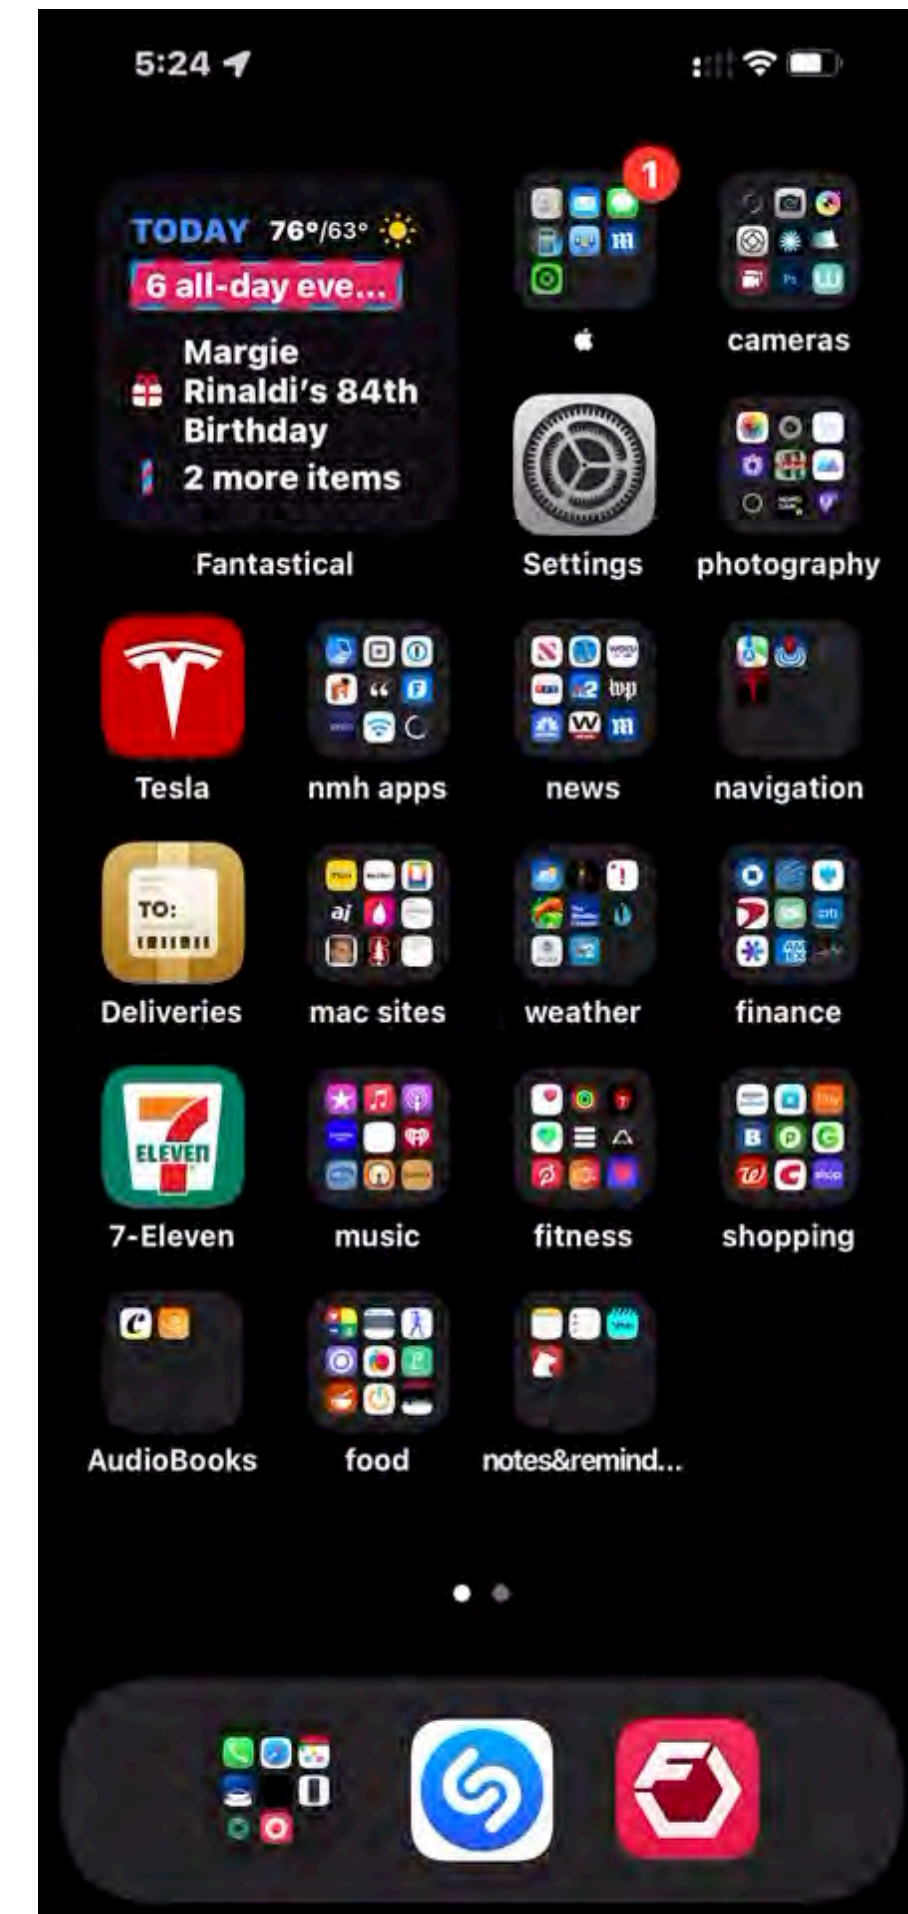 5:24
TODAY 76°/63°
6 all-day eve...
Margie
Rinaldi's 84th
Birthday
2 more items
Fantastical
1
cameras
Settings
photography
Tesla
nmh apps
news
navigation
TO:
Deliveries
mac sites
weather
finance
7
ELEVEN
7-Eleven
music
fitness
shopping
AudioBooks
food
notes&remind...